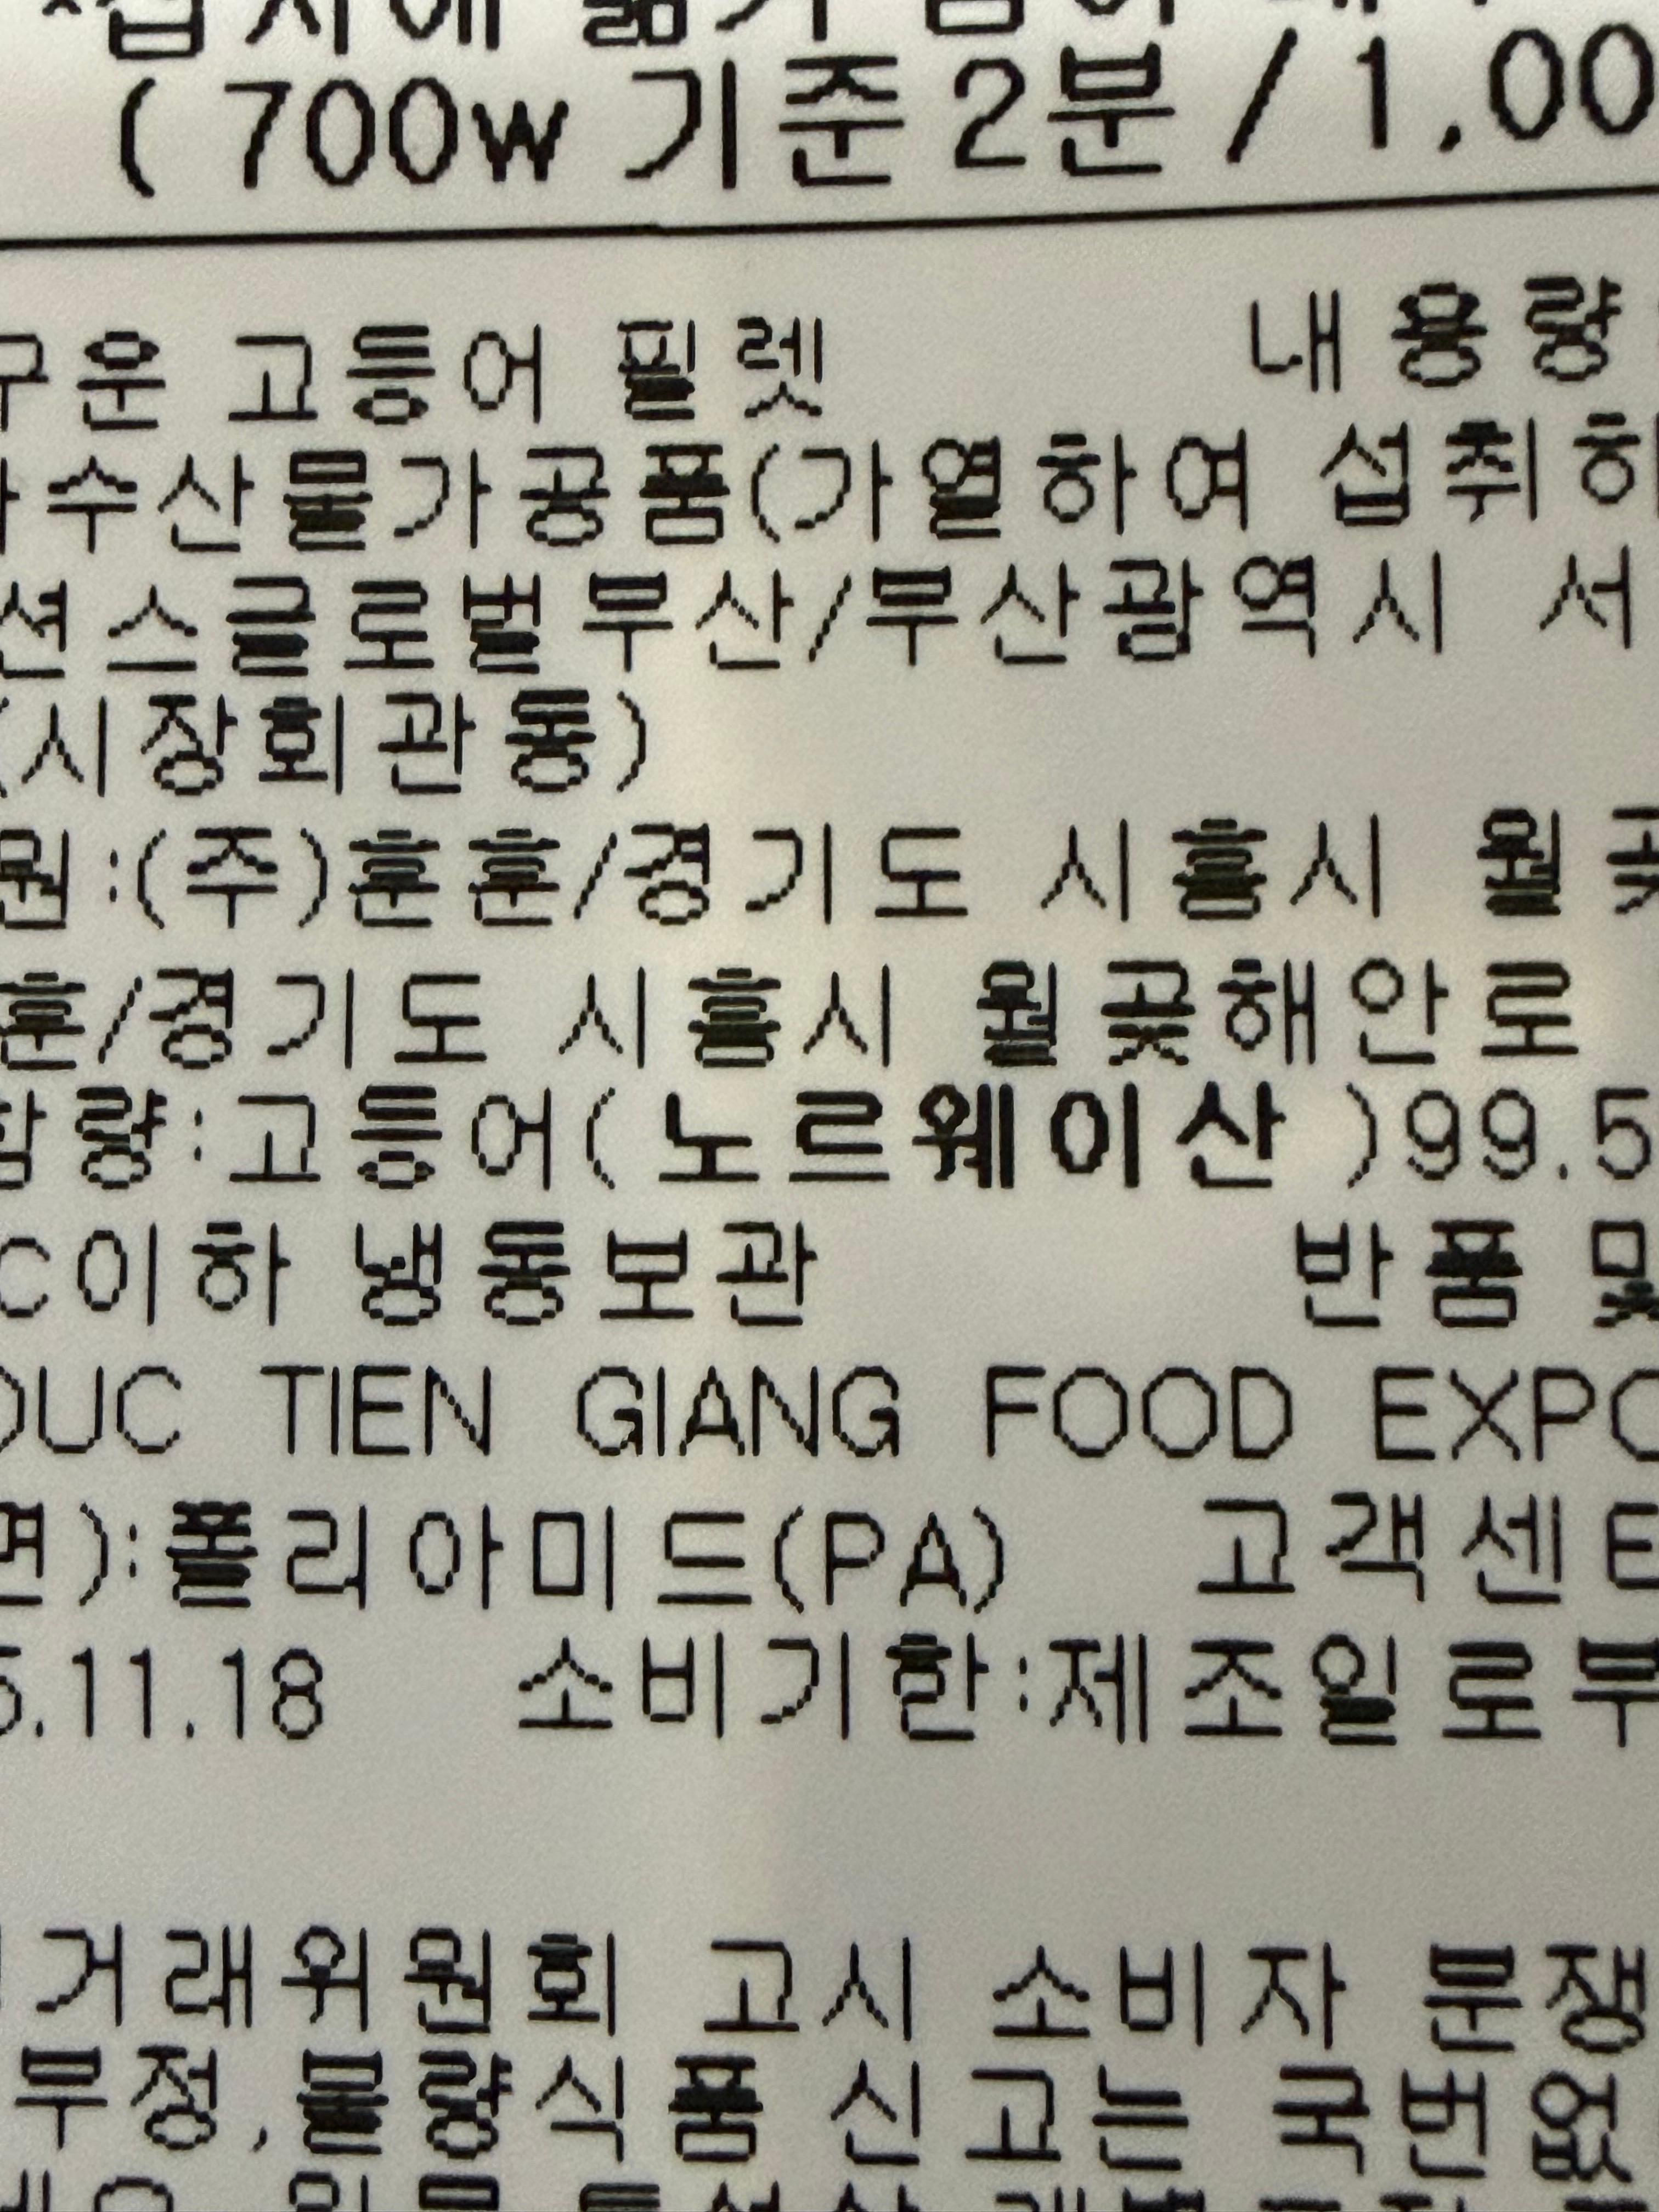 ( 700w 기준 2분 / 1,00
운 고등어 필렛 내용량
수산물가공품(가열하여 섭취하
션스글로벌부산/부산광역시 서
(시장회관동)
원:(주)훈훈/경기도 시흥시 월곶
훈/경기도 시흥시 월곶해안로
함량:고등어(노르웨이산 )99.5
C이하 냉동보관 반품 및
DUC TIEN GIANG FOOD EXPO
면):폴리아미드(PA) 고객센터
5.11.18 소비기한:제조일로부
거래위원회 고시 소비자 분쟁
부정,불량식품 신고는 국번없